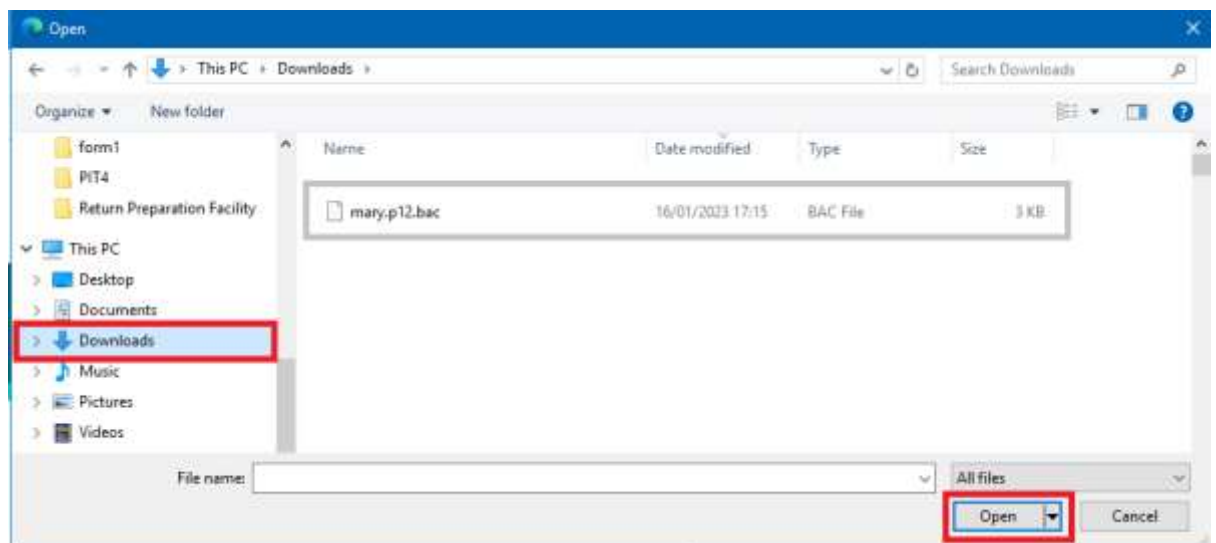 Open
This PC Downloads
Search Downloads
Organize New folder
form1
PIT4
Return Preparation Facility
This PC
Desktop
Documents
Downloads
Music
Pictures
Videos
Name Date modified Type Size
mary.p12.bac 16/01/2023 17:15 BAC File 3 KB
File name: All files
Open Cancel